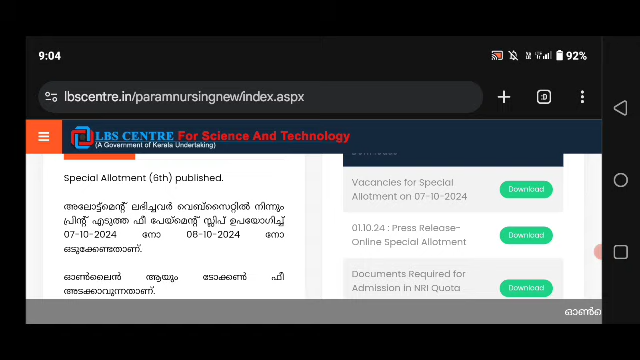 9:04
92%
lbscentre.in/paramnursingnew/index.aspx
LBS CENTRE For Science And Technology
(A Government of Kerala Undertaking)
Special Allotment (6th) published.
അലോട്ട്മെന്റ് ലഭിച്ചവർ വെബ്സൈറ്റിൽ നിന്നും
പ്രിന്റ് എടുത്ത ഫീ പേയ്മെന്റ് സ്ലിപ് ഉപയോഗിച്ച്
07-10-2024 നോ 08-10-2024 നോ
ഒടുക്കേണ്ടതാണ്.
ഓൺലൈൻ ആയും ടോക്കൺ ഫീ
അടക്കാവുന്നതാണ്.
Vacancies for Special
Allotment on 07-10-2024
Download
01.10.24 : Press Release-
Online Special Allotment
Download
Documents Required for
Admission in NRI Quota
Download